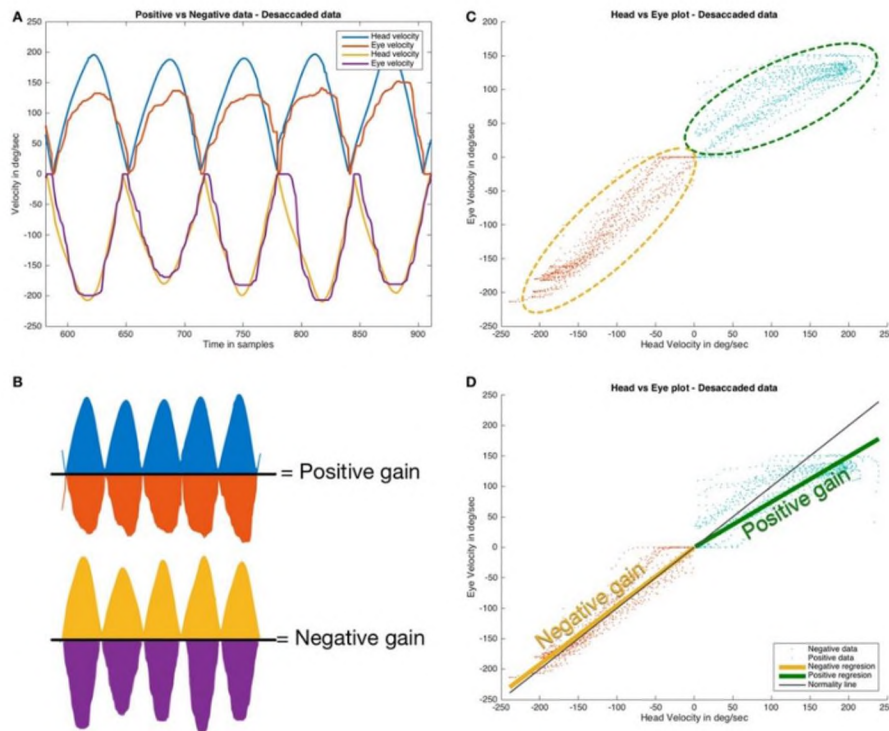 A
Positive vs Negative data - Desaccaded data
Head velocity
Eye velocity
Head velocity
Eye velocity
Velocity in deg/sec
250
200
150
100
50
0
-50
-100
-150
-200
-250
600
650
700
750
800
850
900
Time in samples
B
= Positive gain
= Negative gain
C
Head vs Eye plot - Desaccaded data
Eye Velocity in deg/sec
250
200
150
100
50
0
-50
-100
-150
-200
-250
-250 -200 -150 -100 -50 0 50 100 150 200 250
Head Velocity in deg/sec
D
Head vs Eye plot - Desaccaded data
Eye Velocity in deg/sec
250
200
150
100
50
0
-50
-100
-150
-200
-250
Positive gain
Negative gain
Negative data
Positive data
Negative regresion
Positive regresion
Normality line
-250 -200 -150 -100 -50 0 50 100 150 200 250
Head Velocity in deg/sec